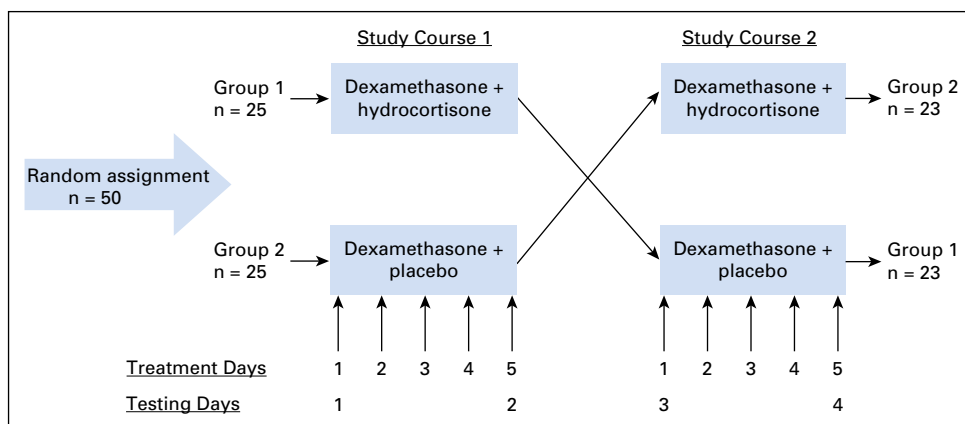 Study Course 1
Study Course 2
Group 1
n = 25
Dexamethasone +
hydrocortisone
Dexamethasone +
hydrocortisone
Group 2
n = 23
Random assignment
n = 50
Group 2
n = 25
Dexamethasone +
placebo
Dexamethasone +
placebo
Group 1
n = 23
Treatment Days 1 2 3 4 5 1 2 3 4 5
Testing Days 1 2 3 4